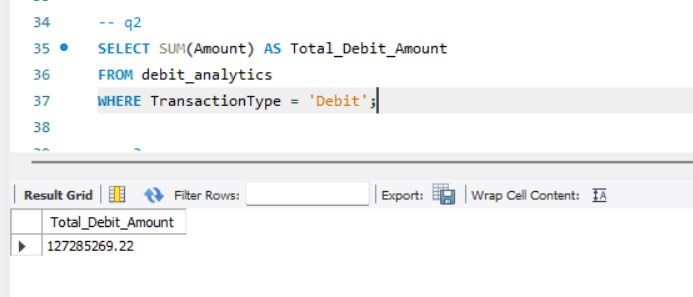 34 -- q2
35 SELECT SUM(Amount) AS Total_Debit_Amount
36 FROM debit_analytics
37 WHERE TransactionType = 'Debit';
38
Result Grid Filter Rows: Export: Wrap Cell Content:
Total_Debit_Amount
127285269.22